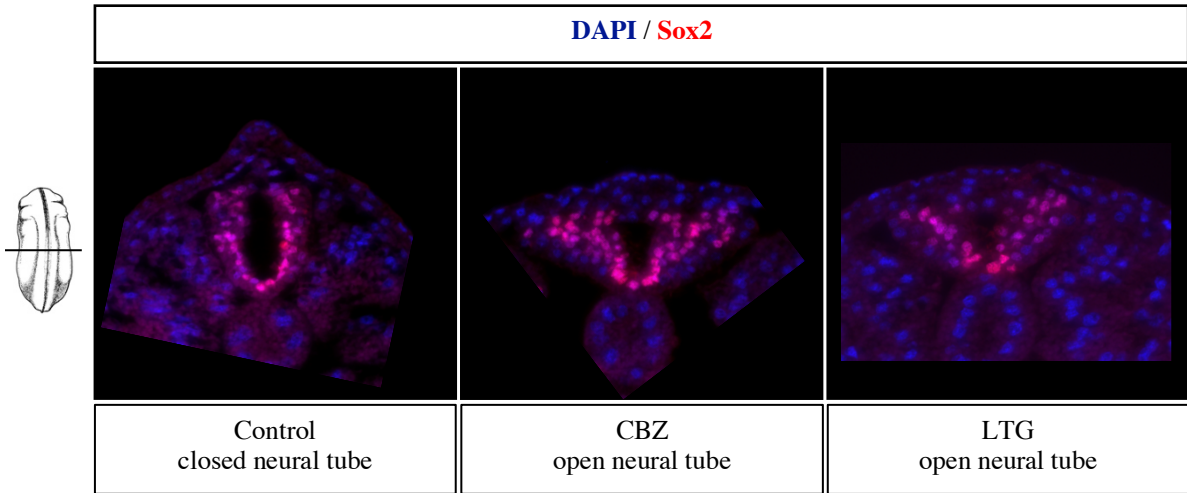 DAPI / Sox2
Control
closed neural tube
CBZ
open neural tube
LTG
open neural tube